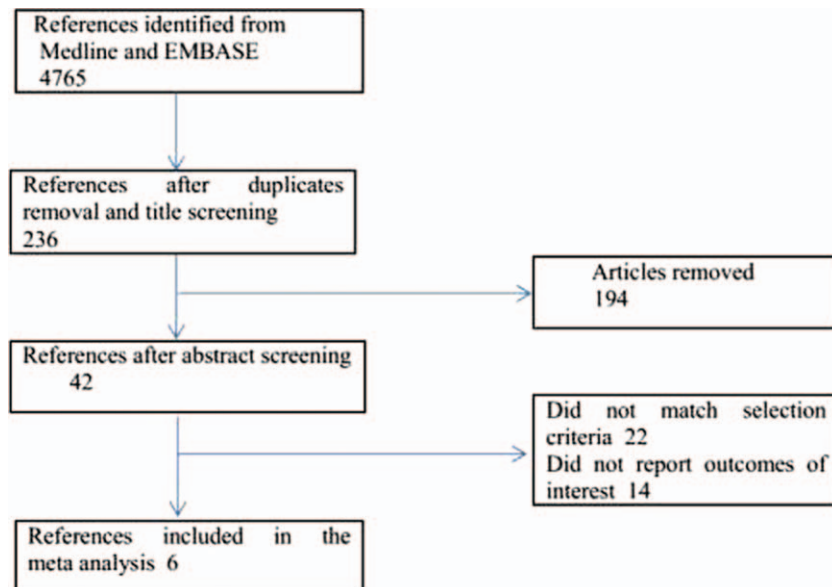 References identified from
Medline and EMBASE
4765
References after duplicates
removal and title screening
236
Articles removed
194
References after abstract screening
42
Did not match selection
criteria 22
Did not report outcomes of
interest 14
References included in the
meta analysis 6